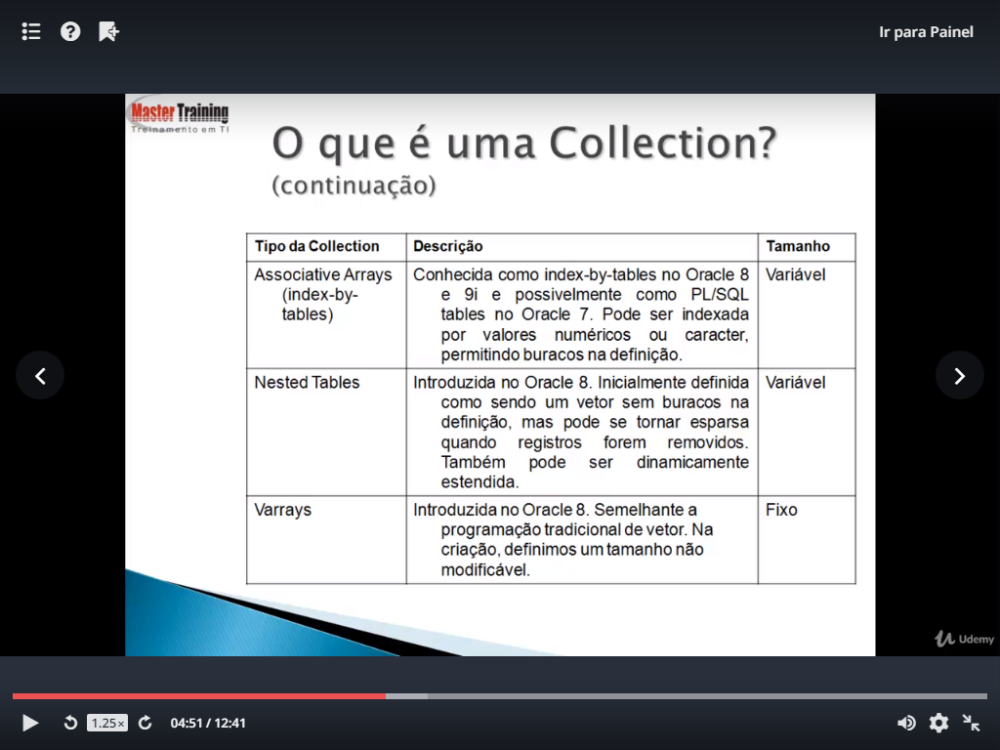 Ir para Painel
Master Training
Treinamento em TI
O que é uma Collection?
(continuação)
Tipo da Collection
Descrição
Tamanho
Associative Arrays
(index-by-
tables)
Conhecida como index-by-tables no Oracle 8
e 9i e possivelmente como PL/SQL
tables no Oracle 7. Pode ser indexada
por valores numéricos ou caracter,
permitindo buracos na definição.
Variável
Nested Tables
Introduzida no Oracle 8. Inicialmente definida
como sendo um vetor sem buracos na
definição, mas pode se tornar esparsa
quando registros forem removidos.
Também pode ser dinamicamente
estendida.
Variável
Varrays
Introduzida no Oracle 8. Semelhante a
programação tradicional de vetor. Na
criação, definimos um tamanho não
modificável.
Fixo
Udemy
1.25x
04:51 / 12:41